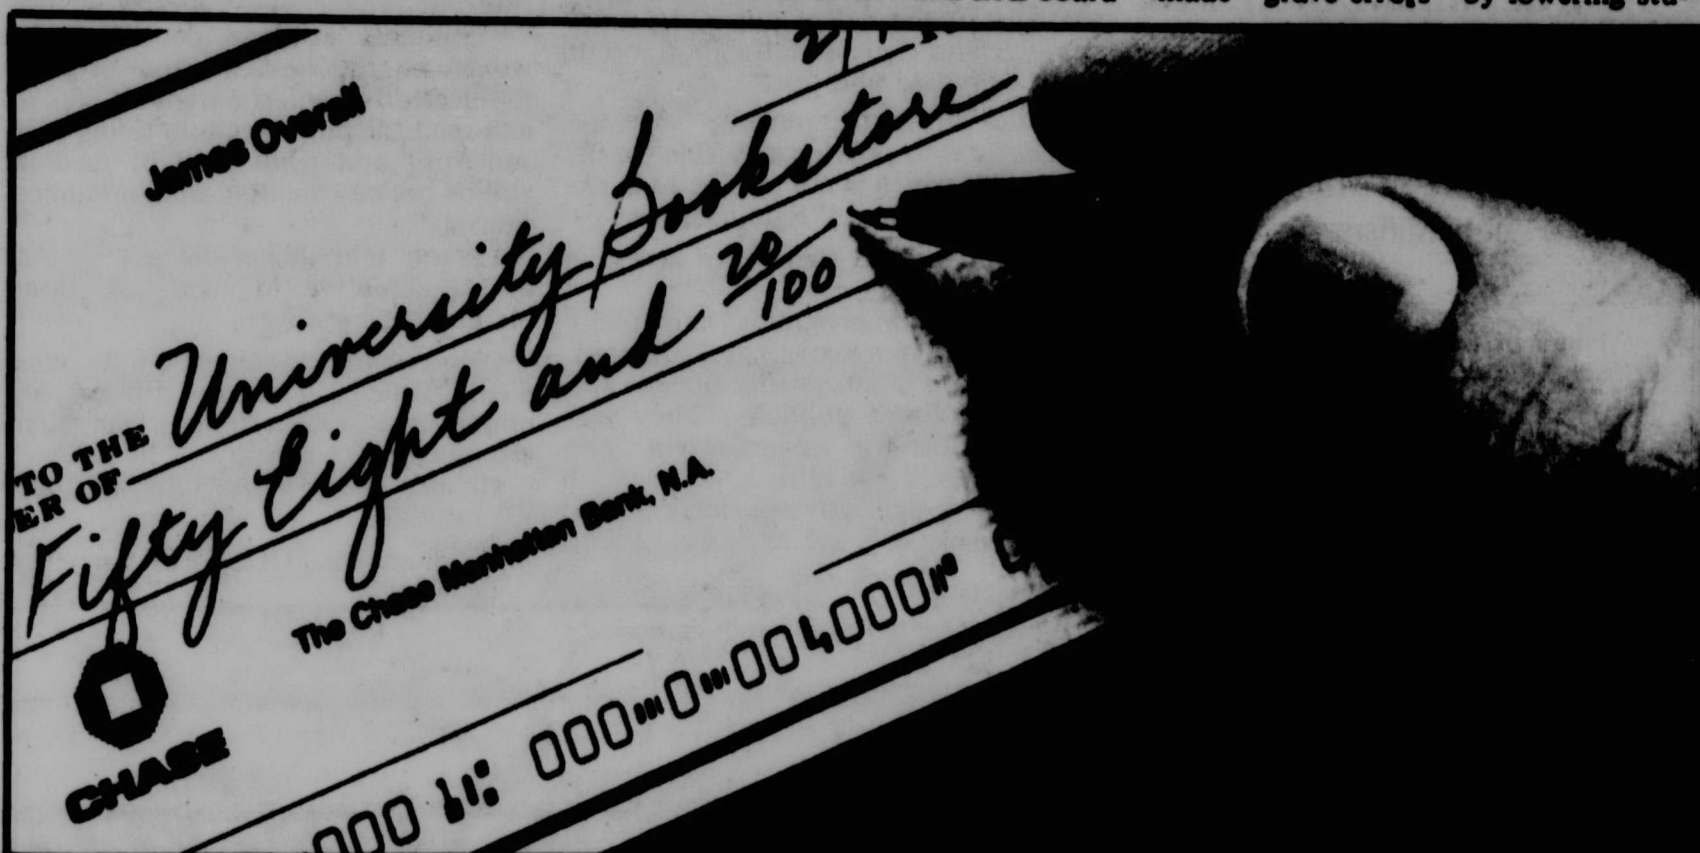 James Overall
TO THE
ER OF
University Bookstore
Fifty Eight and 20/100
The Chase Manhattan Bank, N.A.
CHASE
000 000 0 004000